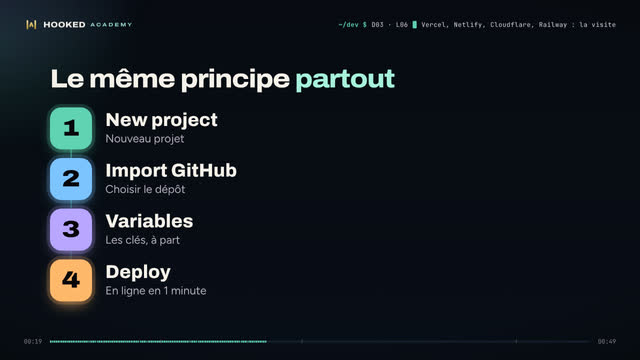 HOOKED ACADEMY
~/dev $ D03 · L06 Vercel, Netlify, Cloudflare, Railway : la visite
Le même principe partout
1 New project
Nouveau projet
2 Import GitHub
Choisir le dépôt
3 Variables
Les clés, à part
4 Deploy
En ligne en 1 minute
00:19 00:49